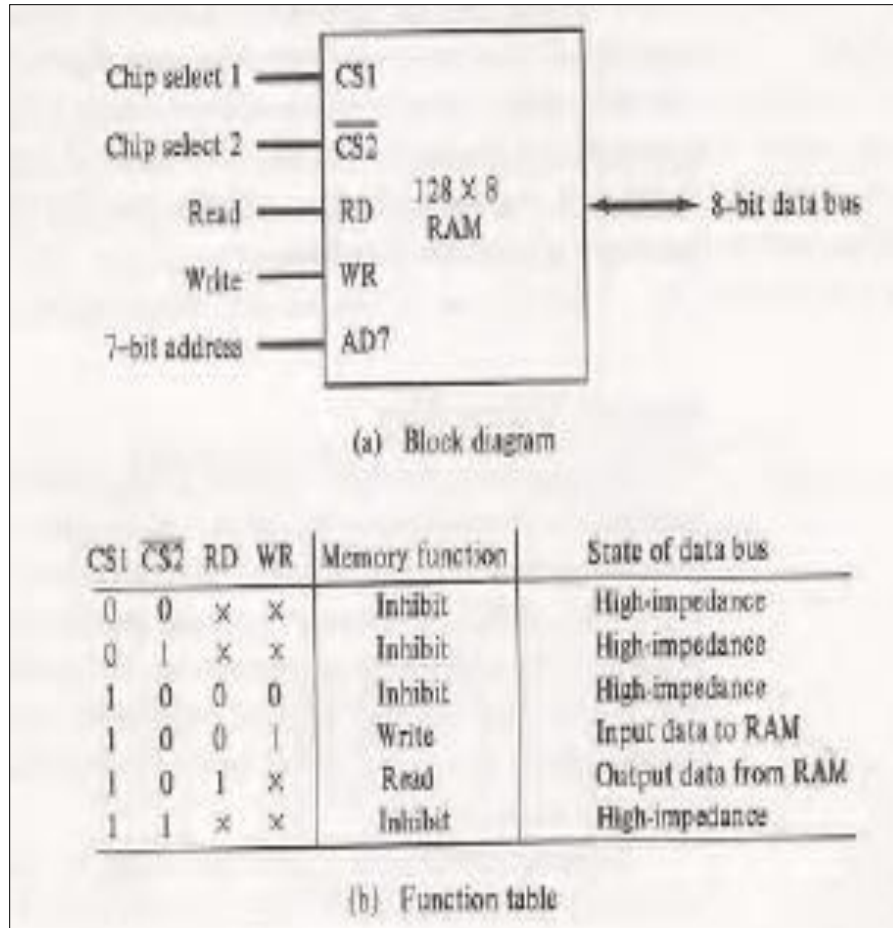 Chip select 1 CS1
Chip select 2 C̅S̅2̅
128 X 8
Read RD RAM 8-bit data bus
Write WR
7-bit address AD7
(a) Block diagram
CS1 C̅S̅2̅ RD WR Memory function State of data bus
0 0 x x Inhibit High-impedance
0 1 x x Inhibit High-impedance
1 0 0 0 Inhibit High-impedance
1 0 0 1 Write Input data to RAM
1 0 1 x Read Output data from RAM
1 1 x x Inhibit High-impedance
(b) Function table